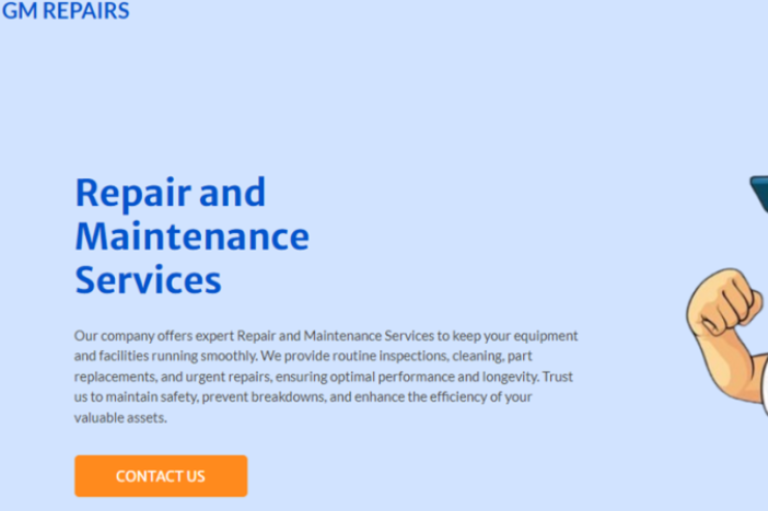 GM REPAIRS
Repair and
Maintenance
Services
Our company offers expert Repair and Maintenance Services to keep your equipment
and facilities running smoothly. We provide routine inspections, cleaning, part
replacements, and urgent repairs, ensuring optimal performance and longevity. Trust
us to maintain safety, prevent breakdowns, and enhance the efficiency of your
valuable assets.
CONTACT US